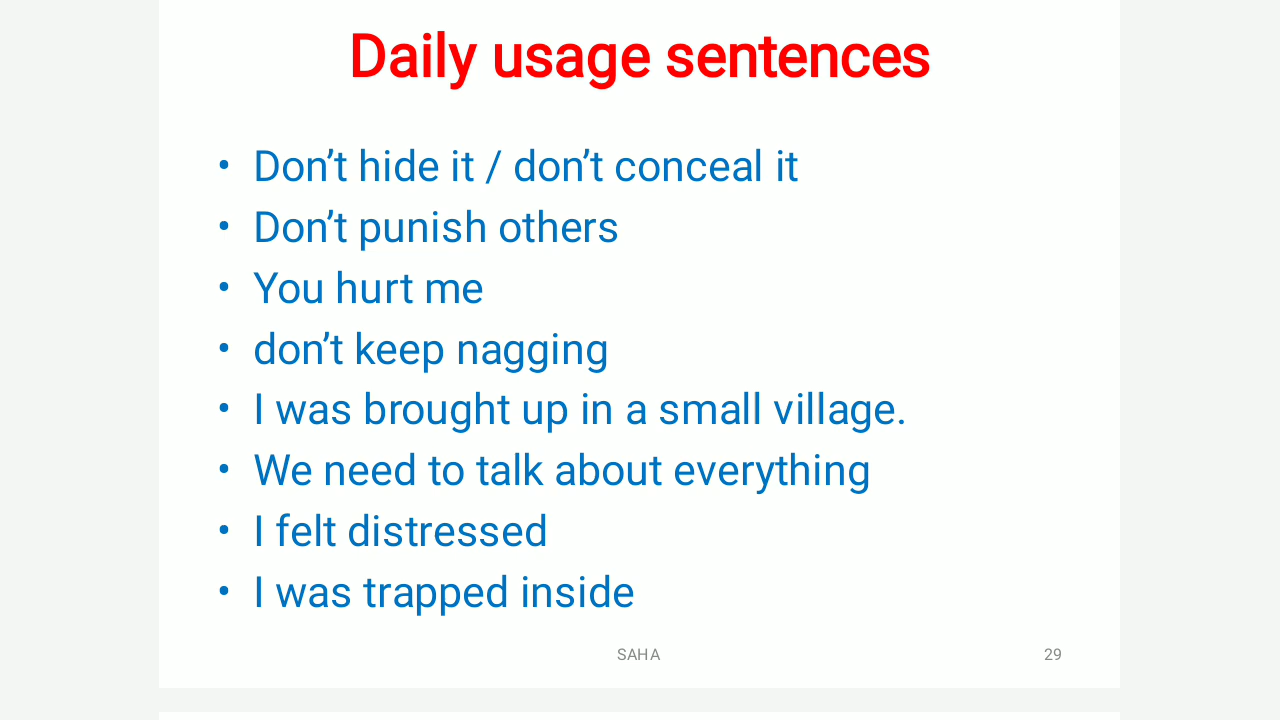 Daily usage sentences
• Don’t hide it / don’t conceal it
• Don’t punish others
• You hurt me
• don’t keep nagging
• I was brought up in a small village.
• We need to talk about everything
• I felt distressed
• I was trapped inside
SAHA 29